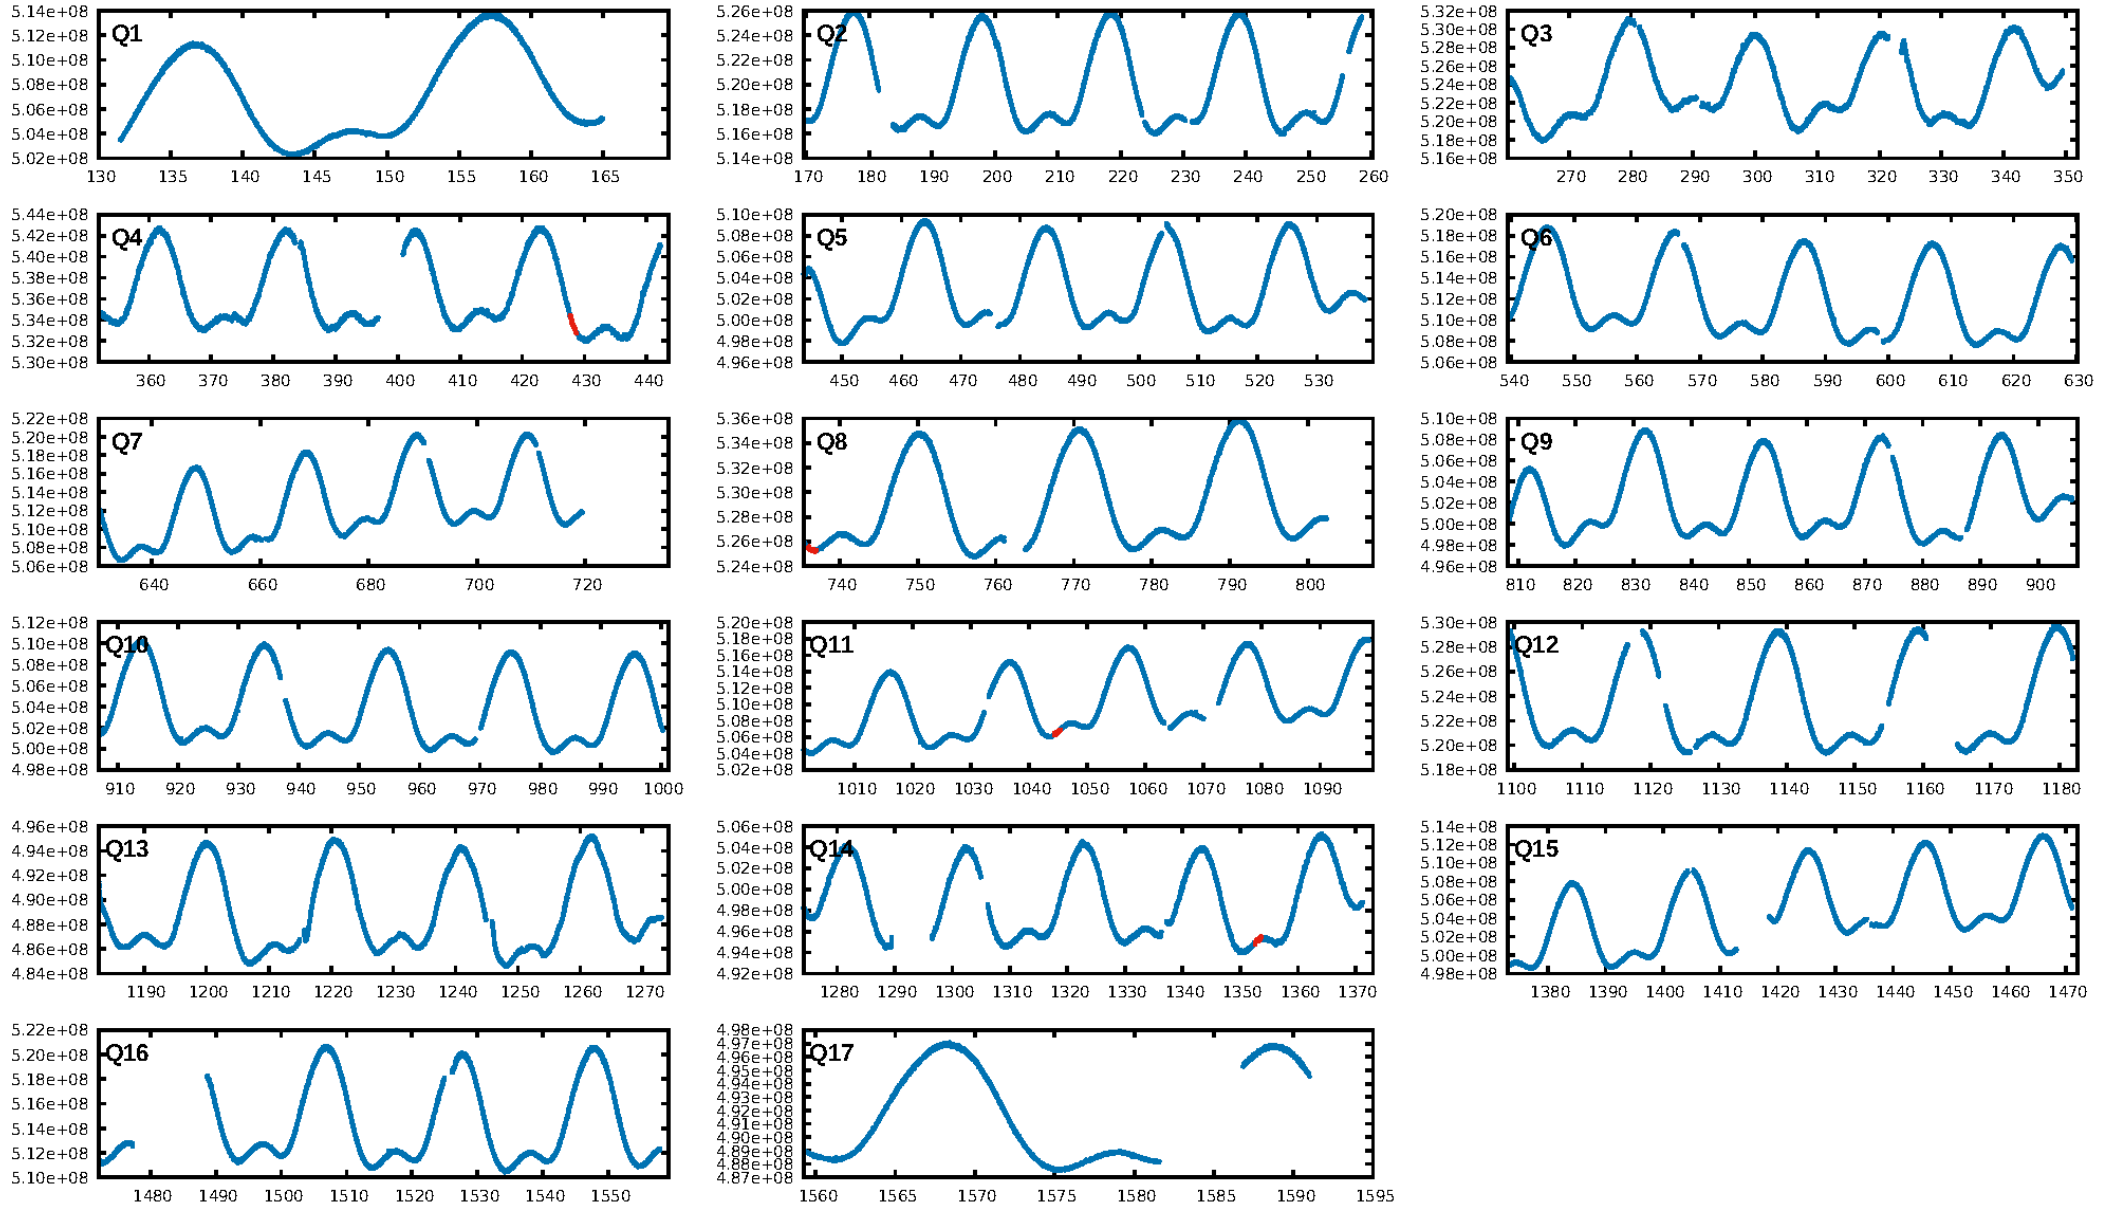 5.14e+08
5.12e+08
5.10e+08
5.08e+08
5.06e+08
5.04e+08
5.02e+08
Q1
130 135 140 145 150 155 160 165
5.26e+08
5.24e+08
5.22e+08
5.20e+08
5.18e+08
5.16e+08
5.14e+08
Q2
170 180 190 200 210 220 230 240 250 260
5.32e+08
5.30e+08
5.28e+08
5.26e+08
5.24e+08
5.22e+08
5.20e+08
5.18e+08
5.16e+08
Q3
270 280 290 300 310 320 330 340 350
5.44e+08
5.42e+08
5.40e+08
5.38e+08
5.36e+08
5.34e+08
5.32e+08
5.30e+08
Q4
360 370 380 390 400 410 420 430 440
5.10e+08
5.08e+08
5.06e+08
5.04e+08
5.02e+08
5.00e+08
4.98e+08
4.96e+08
Q5
450 460 470 480 490 500 510 520 530
5.20e+08
5.18e+08
5.16e+08
5.14e+08
5.12e+08
5.10e+08
5.08e+08
5.06e+08
Q6
540 550 560 570 580 590 600 610 620 630
5.22e+08
5.20e+08
5.18e+08
5.16e+08
5.14e+08
5.12e+08
5.10e+08
5.08e+08
5.06e+08
Q7
640 660 680 700 720
5.36e+08
5.34e+08
5.32e+08
5.30e+08
5.28e+08
5.26e+08
5.24e+08
Q8
740 750 760 770 780 790 800
5.10e+08
5.08e+08
5.06e+08
5.04e+08
5.02e+08
5.00e+08
4.98e+08
4.96e+08
Q9
810 820 830 840 850 860 870 880 890 900
5.12e+08
5.10e+08
5.08e+08
5.06e+08
5.04e+08
5.02e+08
5.00e+08
4.98e+08
Q10
910 920 930 940 950 960 970 980 990 1000
5.20e+08
5.18e+08
5.16e+08
5.14e+08
5.12e+08
5.10e+08
5.08e+08
5.06e+08
5.04e+08
5.02e+08
Q11
1010 1020 1030 1040 1050 1060 1070 1080 1090
5.30e+08
5.28e+08
5.26e+08
5.24e+08
5.22e+08
5.20e+08
5.18e+08
Q12
1100 1110 1120 1130 1140 1150 1160 1170 1180
4.96e+08
4.94e+08
4.92e+08
4.90e+08
4.88e+08
4.86e+08
4.84e+08
Q13
1190 1200 1210 1220 1230 1240 1250 1260 1270
5.06e+08
5.04e+08
5.02e+08
5.00e+08
4.98e+08
4.96e+08
4.94e+08
4.92e+08
Q14
1280 1290 1300 1310 1320 1330 1340 1350 1360 1370
5.14e+08
5.12e+08
5.10e+08
5.08e+08
5.06e+08
5.04e+08
5.02e+08
5.00e+08
4.98e+08
Q15
1380 1390 1400 1410 1420 1430 1440 1450 1460 1470
5.22e+08
5.20e+08
5.18e+08
5.16e+08
5.14e+08
5.12e+08
5.10e+08
Q16
1480 1490 1500 1510 1520 1530 1540 1550
4.98e+08
4.97e+08
4.96e+08
4.95e+08
4.94e+08
4.93e+08
4.92e+08
4.91e+08
4.90e+08
4.89e+08
4.88e+08
4.87e+08
Q17
1560 1565 1570 1575 1580 1585 1590 1595